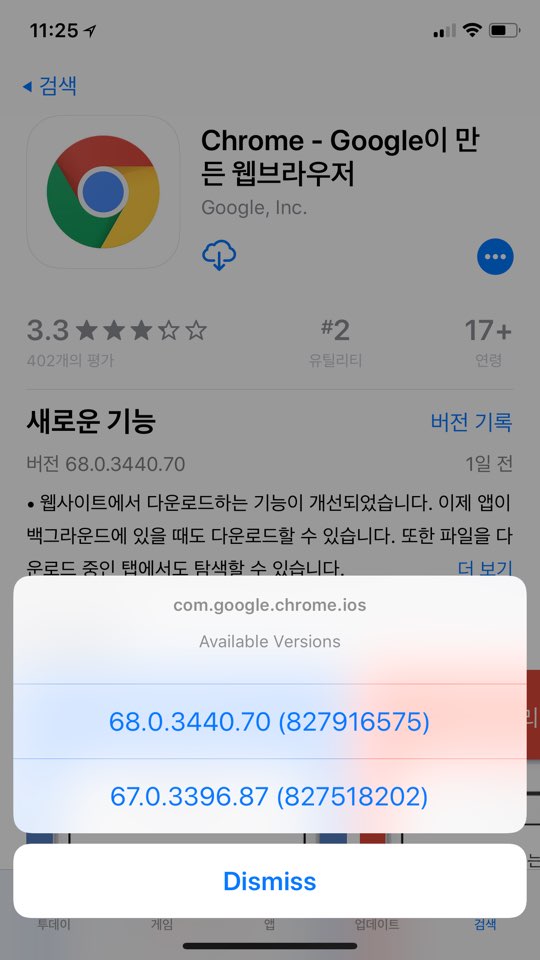 11:25
검색
Chrome - Google이 만
든 웹브라우저
Google, Inc.
3.3
#2
17+
402개의 평가
유틸리티
연령
새로운 기능
버전 기록
버전 68.0.3440.70
1일 전
• 웹사이트에서 다운로드하는 기능이 개선되었습니다. 이제 앱이
백그라운드에 있을 때도 다운로드할 수 있습니다. 또한 파일을 다
운로드 중인 탭에서도 탐색할 수 있습니다.
더 보기
com.google.chrome.ios
Available Versions
68.0.3440.70 (827916575)
리
67.0.3396.87 (827518202)
는
Dismiss
투데이
게임
앱
업데이트
검색